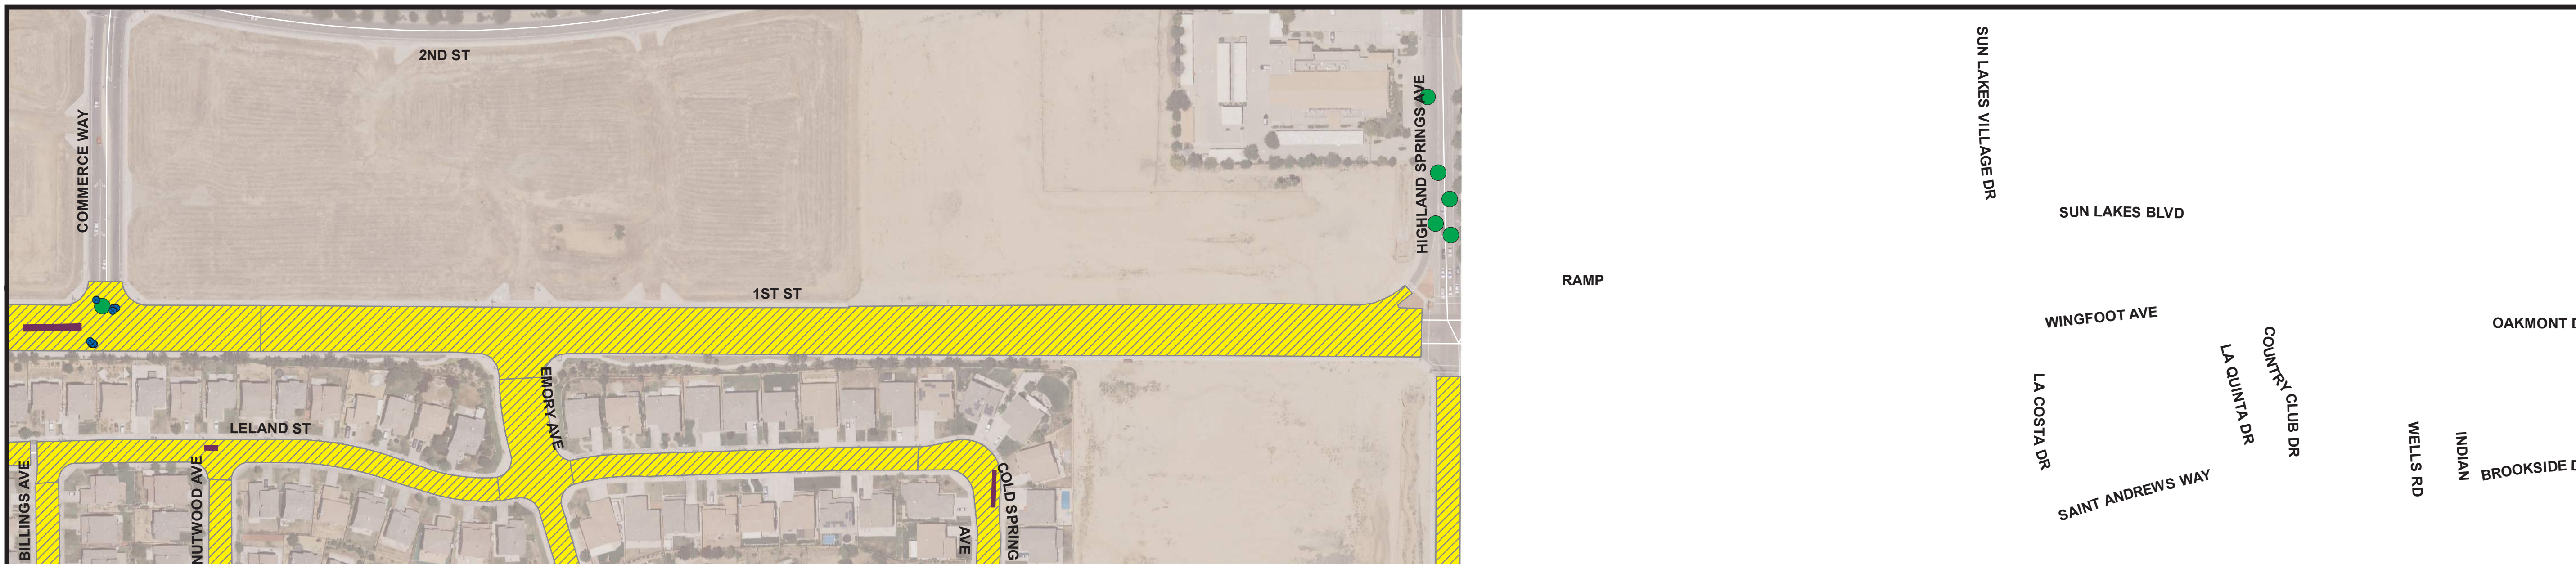 2ND ST
COMMERCE WAY
HIGHLAND SPRINGS AVE
SUN LAKES VILLAGE DR
SUN LAKES BLVD
RAMP
1ST ST
WINGFOOT AVE
OAKMONT D
EMORY AVE
LA COSTA DR
LA QUINTA DR
COUNTRY CLUB DR
LELAND ST
BILLINGS AVE
NUTWOOD AVE
COLD SPRING
AVE
SAINT ANDREWS WAY
WELLS RD
INDIAN
BROOKSIDE D